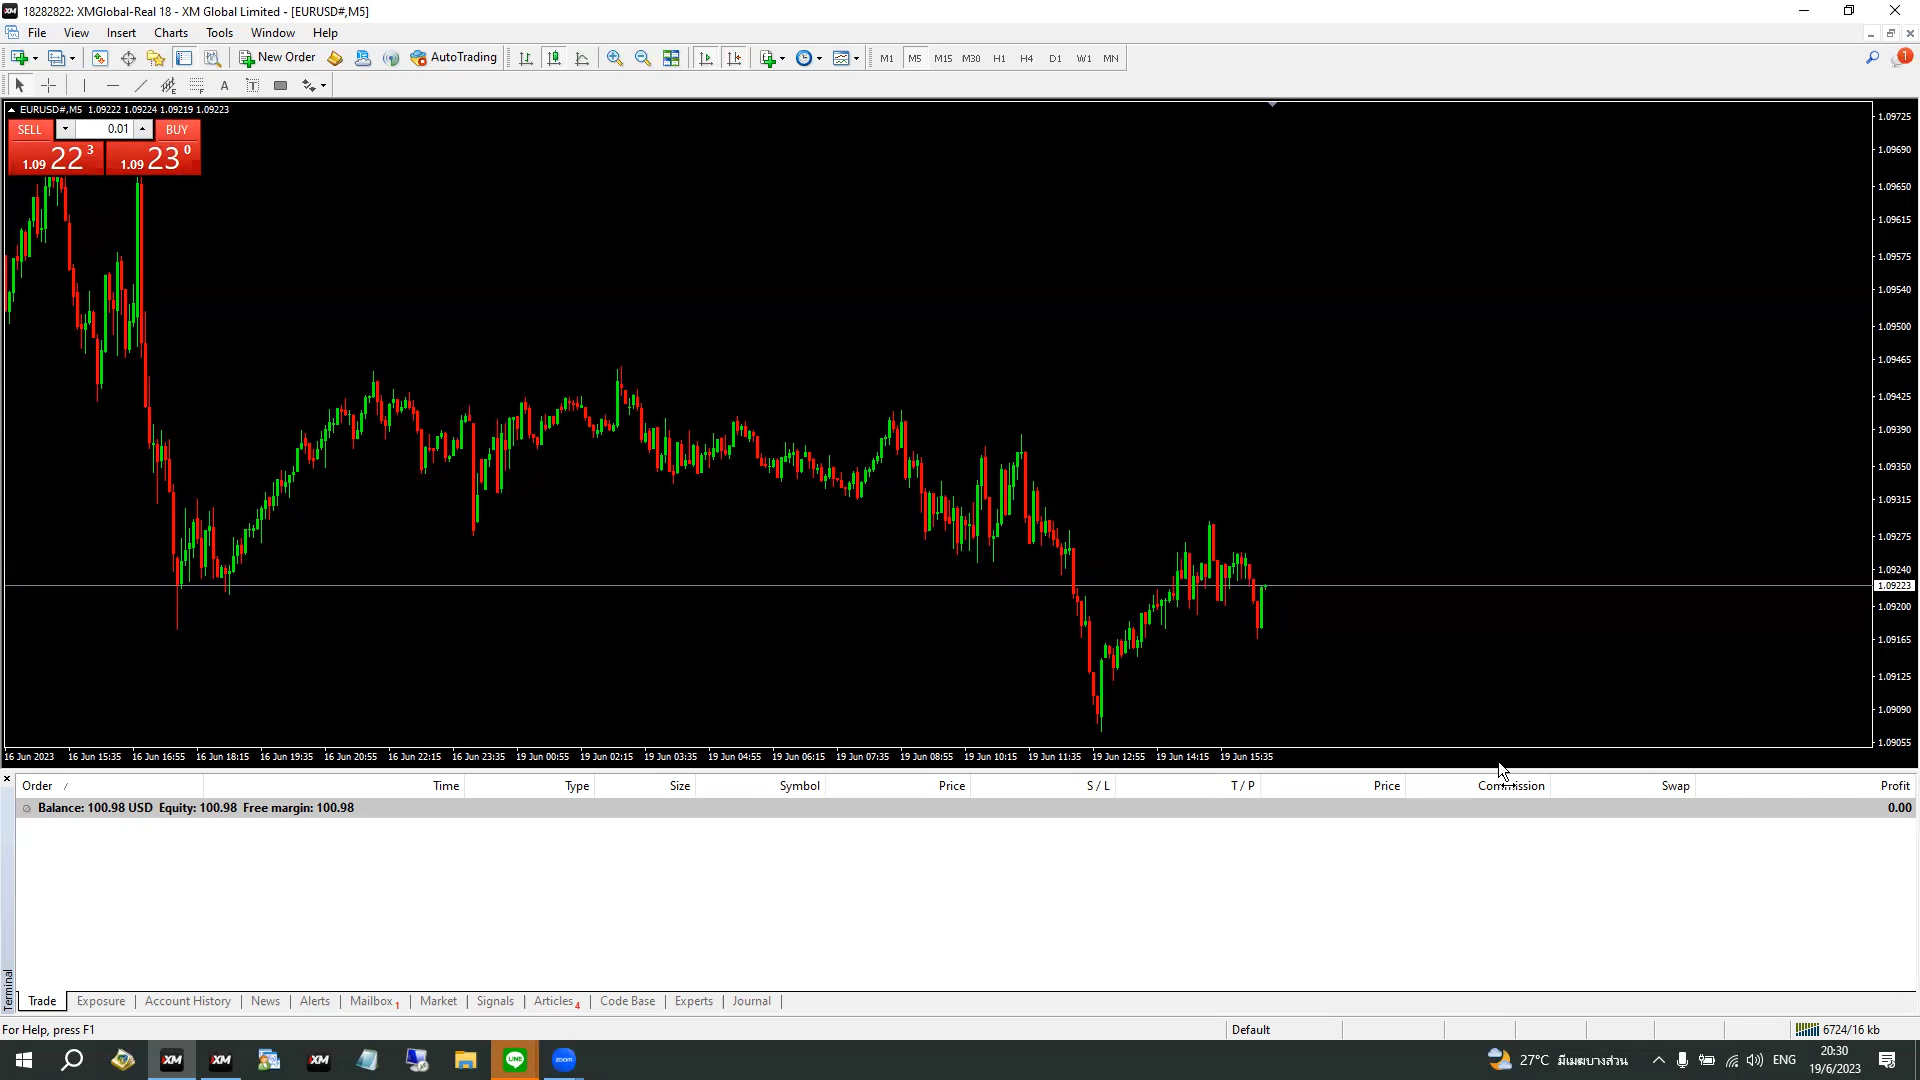 18282822: XMGlobal-Real 18 - XM Global Limited - [EURUSD#,M5]
File View Insert Charts Tools Window Help
New Order AutoTrading M1 M5 M15 M30 H1 H4 D1 W1 MN 1
A T
EURUSD#,M5 1.09222 1.09224 1.09219 1.09223
SELL 0.01 BUY
1.09 22 3 1.09 23 0
1.09725
1.09690
1.09650
1.09615
1.09575
1.09540
1.09500
1.09465
1.09425
1.09390
1.09350
1.09315
1.09275
1.09240
1.09223
1.09200
1.09165
1.09125
1.09090
1.09055
16 Jun 2023 16 Jun 15:35 16 Jun 16:55 16 Jun 18:15 16 Jun 19:35 16 Jun 20:55 16 Jun 22:15 16 Jun 23:35 19 Jun 00:55 19 Jun 02:15 19 Jun 03:35 19 Jun 04:55 19 Jun 06:15 19 Jun 07:35 19 Jun 08:55 19 Jun 10:15 19 Jun 11:35 19 Jun 12:55 19 Jun 14:15 19 Jun 15:35
Order / Time Type Size Symbol Price S / L T / P Price Commission Swap Profit
Balance: 100.98 USD Equity: 100.98 Free margin: 100.98 0.00
Terminal
Trade Exposure Account History News Alerts Mailbox 1 Market Signals Articles 4 Code Base Experts Journal
For Help, press F1 Default 6724/16 kb
XM XM XM LINE zoom 27°C มีเมฆบางส่วน ENG 20:30
19/6/2023